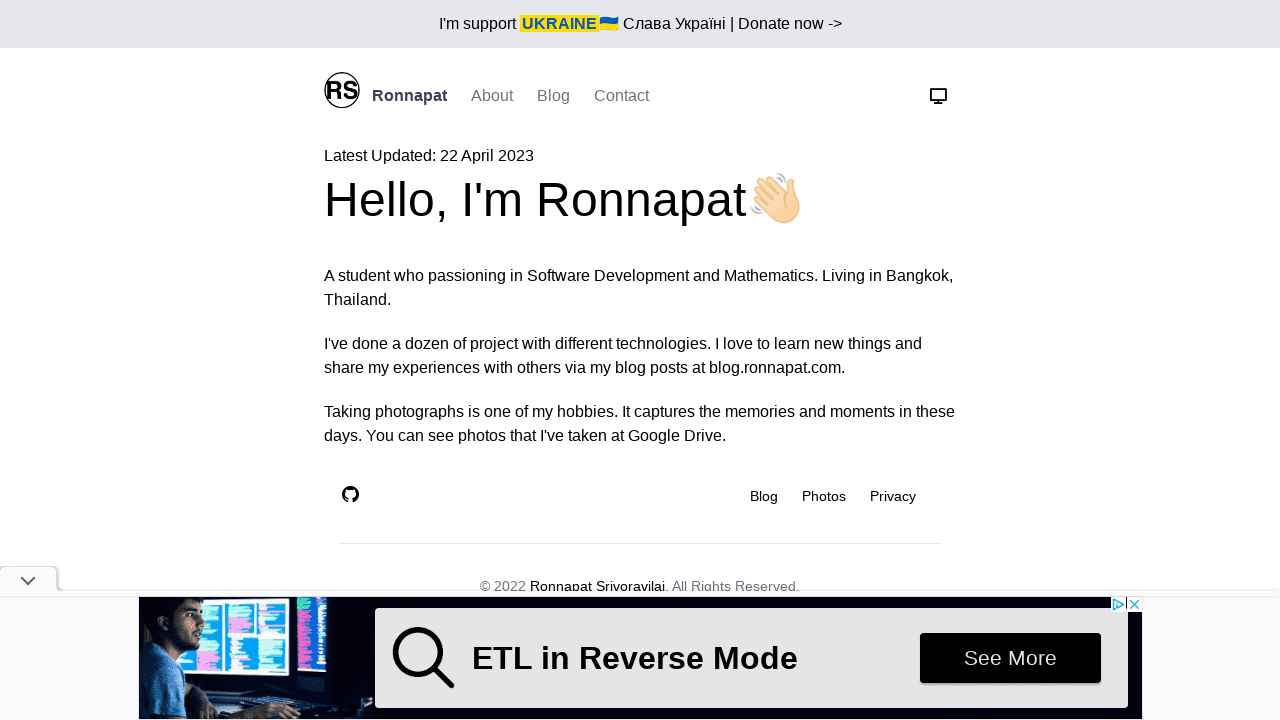 I'm support UKRAINE🇺🇦 Слава Україні | Donate now ->
RS Ronnapat About Blog Contact
Latest Updated: 22 April 2023
Hello, I'm Ronnapat👋🏻
A student who passioning in Software Development and Mathematics. Living in Bangkok,
Thailand.
I've done a dozen of project with different technologies. I love to learn new things and
share my experiences with others via my blog posts at blog.ronnapat.com.
Taking photographs is one of my hobbies. It captures the memories and moments in these
days. You can see photos that I've taken at Google Drive.
Blog Photos Privacy
© 2022 Ronnapat Srivoravilai. All Rights Reserved.
ETL in Reverse Mode
See More